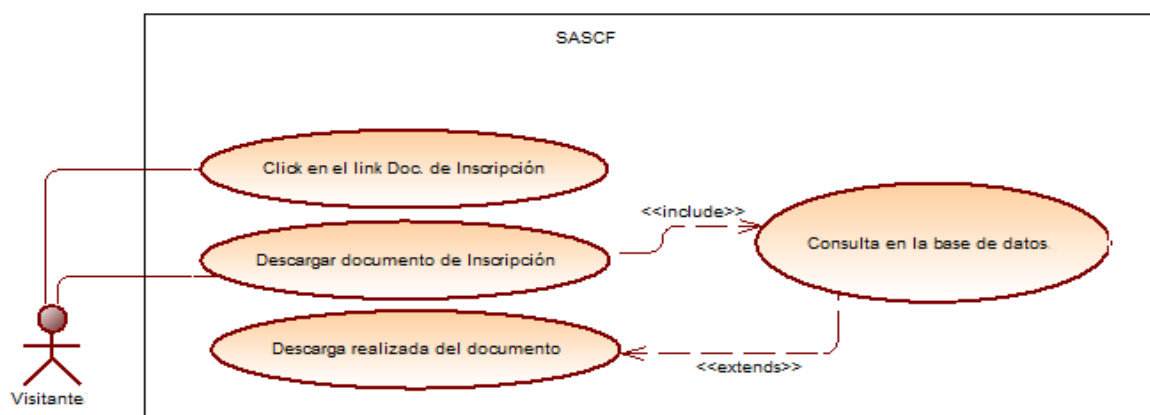 SASCF
Click en el link Doc. de Inscripción
<<include>>
Descargar documento de Inscripción
Consulta en la base de datos
Descarga realizada del documento
<<extends>>
Visitante